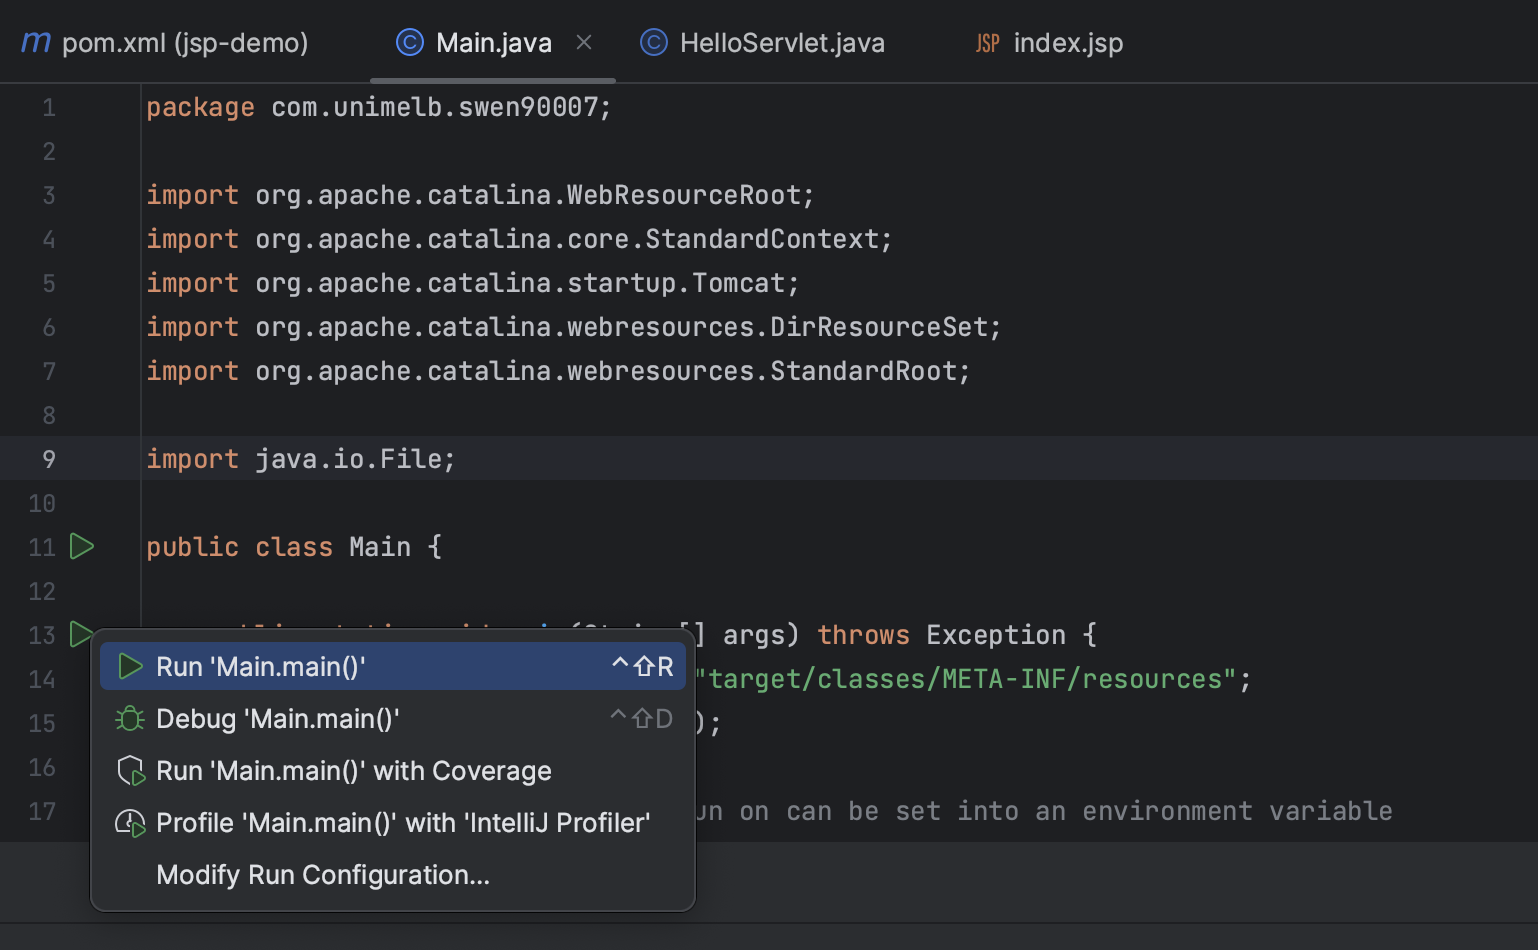 m pom.xml (jsp-demo) Main.java × HelloServlet.java JSP index.jsp
1 package com.unimelb.swen90007;
2
3 import org.apache.catalina.WebResourceRoot;
4 import org.apache.catalina.core.StandardContext;
5 import org.apache.catalina.startup.Tomcat;
6 import org.apache.catalina.webresources.DirResourceSet;
7 import org.apache.catalina.webresources.StandardRoot;
8
9 import java.io.File;
10
11 public class Main {
12
13 [] args) throws Exception {
14 "target/classes/META-INF/resources";
15 );
16
17 on can be set into an environment variable
Run 'Main.main()' ^⇧R
Debug 'Main.main()' ^⇧D
Run 'Main.main()' with Coverage
Profile 'Main.main()' with 'IntelliJ Profiler'
Modify Run Configuration...